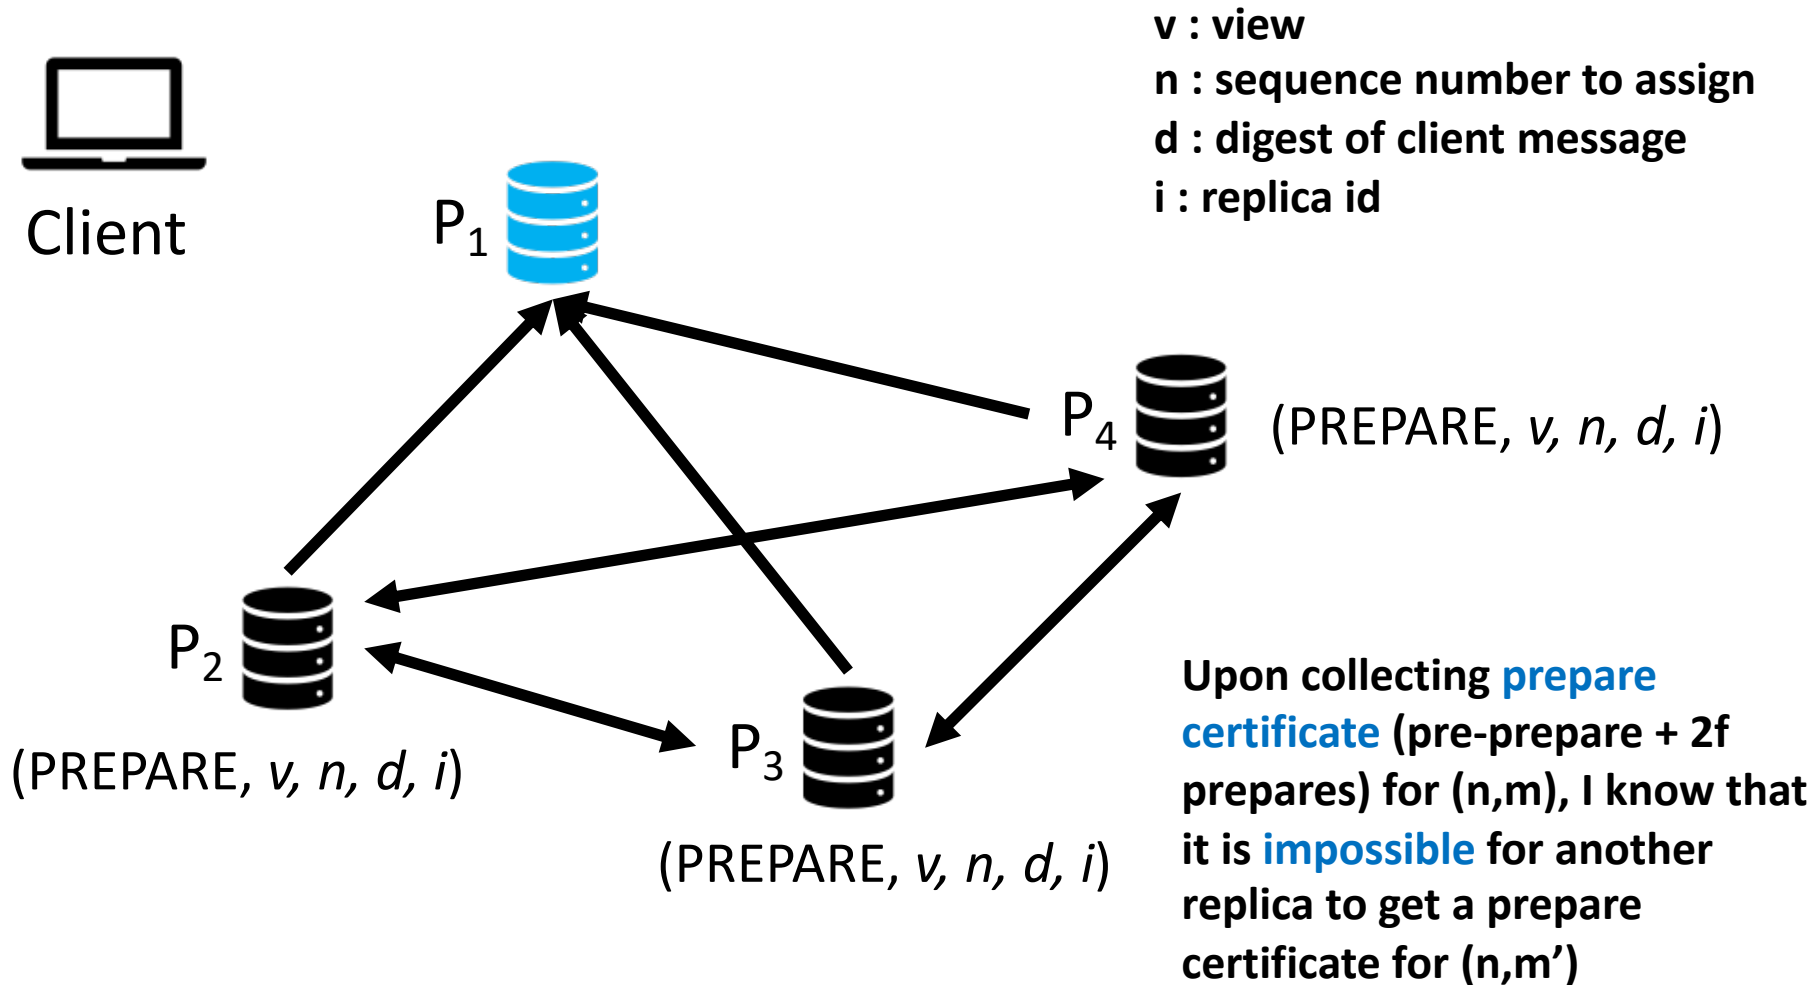 v : view
n : sequence number to assign
d : digest of client message
i : replica id
Client
P1
P4
(PREPARE, v, n, d, i)
P2
(PREPARE, v, n, d, i)
P3
(PREPARE, v, n, d, i)
Upon collecting prepare
certificate (pre-prepare + 2f
prepares) for (n,m), I know that
it is impossible for another
replica to get a prepare
certificate for (n,m’)